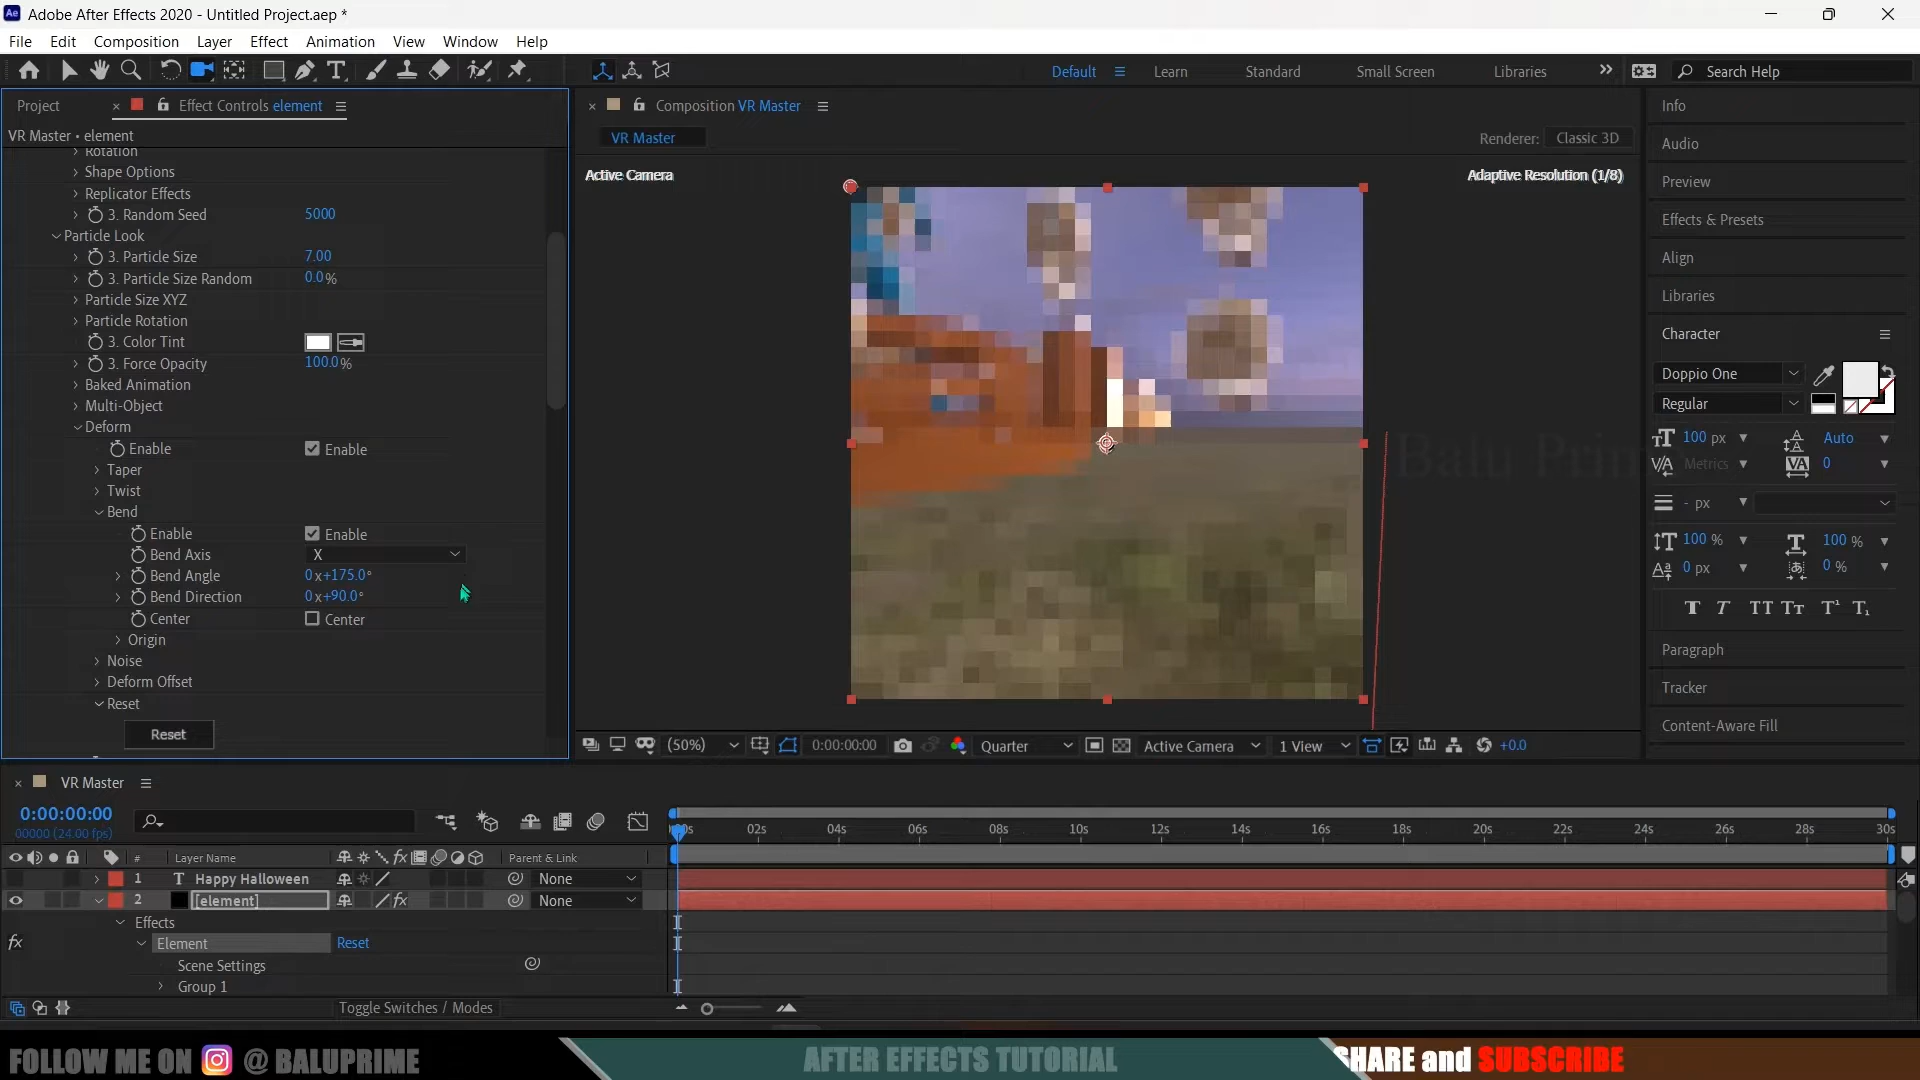 Adobe After Effects 2020 - Untitled Project.aep *
File Edit Composition Layer Effect Animation View Window Help
Default Learn Standard Small Screen Libraries Search Help
Project Effect Controls element
VR Master • element
Rotation
Shape Options
Replicator Effects
3. Random Seed 5000
Particle Look
3. Particle Size 7.00
3. Particle Size Random 0.0%
Particle Size XYZ
Particle Rotation
3. Color Tint
3. Force Opacity 100.0%
Baked Animation
Multi-Object
Deform
Enable Enable
Taper
Twist
Bend
Enable Enable
Bend Axis X
Bend Angle 0x+175.0°
Bend Direction 0x+90.0°
Center Center
Origin
Noise
Deform Offset
Reset
Reset
Composition VR Master
VR Master
Renderer: Classic 3D
Active Camera
Adaptive Resolution (1/8)
Balu Prime
(50%) 0:00:00:00 Quarter Active Camera 1 View +0.0
Info
Audio
Preview
Effects & Presets
Align
Libraries
Character
Doppio One
Regular
100 px Auto
Metrics 0
- px
100 % 100 %
0 px 0 %
T T TT Tt T¹ T₁
Paragraph
Tracker
Content-Aware Fill
VR Master
0:00:00:00
00000 (24.00 fps)
02s 04s 06s 08s 10s 12s 14s 16s 18s 20s 22s 24s 26s 28s 30s
# Layer Name Parent & Link
1 T Happy Halloween None
2 [element] None
Effects
fx Element Reset
Scene Settings
Group 1
Toggle Switches / Modes
FOLLOW ME ON @ BALUPRIME
AFTER EFFECTS TUTORIAL
SHARE and SUBSCRIBE